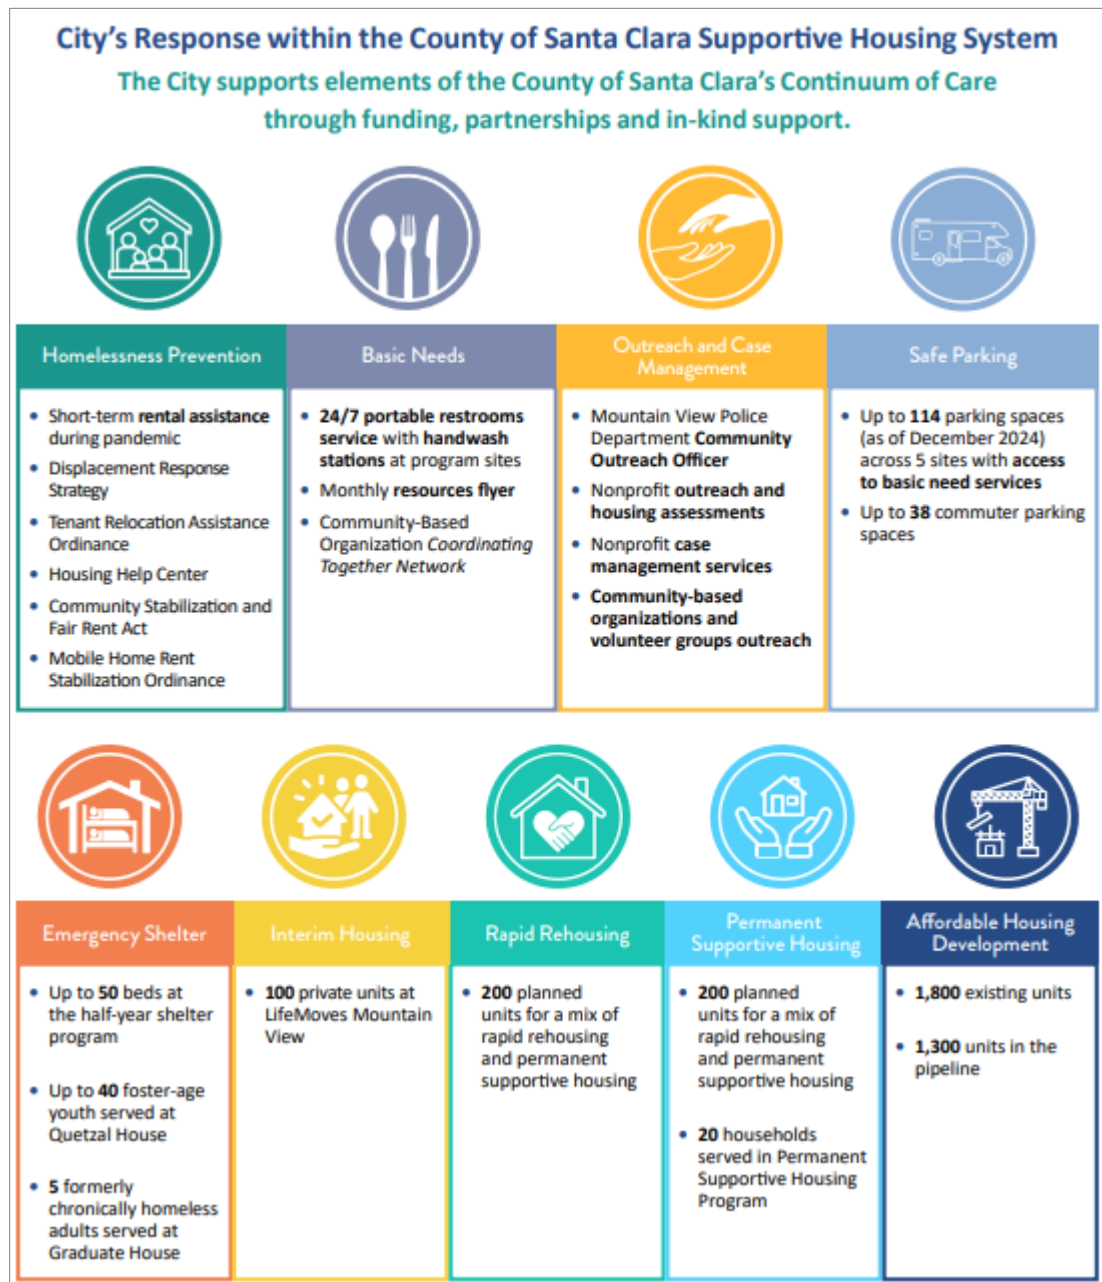 City's Response within the County of Santa Clara Supportive Housing System
The City supports elements of the County of Santa Clara's Continuum of Care
through funding, partnerships and in-kind support.
Homelessness Prevention
• Short-term rental assistance
during pandemic
• Displacement Response
Strategy
• Tenant Relocation Assistance
Ordinance
• Housing Help Center
• Community Stabilization and
Fair Rent Act
• Mobile Home Rent
Stabilization Ordinance
Basic Needs
• 24/7 portable restrooms
service with handwash
stations at program sites
• Monthly resources flyer
• Community-Based
Organization Coordinating
Together Network
Outreach and Case
Management
• Mountain View Police
Department Community
Outreach Officer
• Nonprofit outreach and
housing assessments
• Nonprofit case
management services
• Community-based
organizations and
volunteer groups outreach
Safe Parking
• Up to 114 parking spaces
(as of December 2024)
across 5 sites with access
to basic need services
• Up to 38 commuter parking
spaces
Emergency Shelter
• Up to 50 beds at
the half-year shelter
program
• Up to 40 foster-age
youth served at
Quetzal House
• 5 formerly
chronically homeless
adults served at
Graduate House
Interim Housing
• 100 private units at
LifeMoves Mountain
View
Rapid Rehousing
• 200 planned
units for a mix of
rapid rehousing
and permanent
supportive housing
Permanent
Supportive Housing
• 200 planned
units for a mix of
rapid rehousing
and permanent
supportive housing
• 20 households
served in Permanent
Supportive Housing
Program
Affordable Housing
Development
• 1,800 existing units
• 1,300 units in the
pipeline